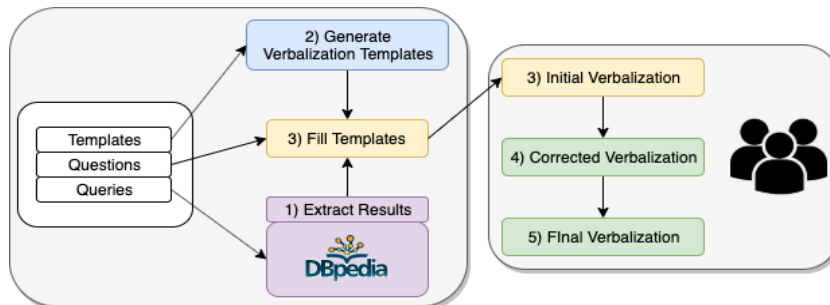 2) Generate
Verbalization Templates
Templates
Questions
Queries
3) Fill Templates
1) Extract Results
DBpedia
3) Initial Verbalization
4) Corrected Verbalization
5) FInal Verbalization